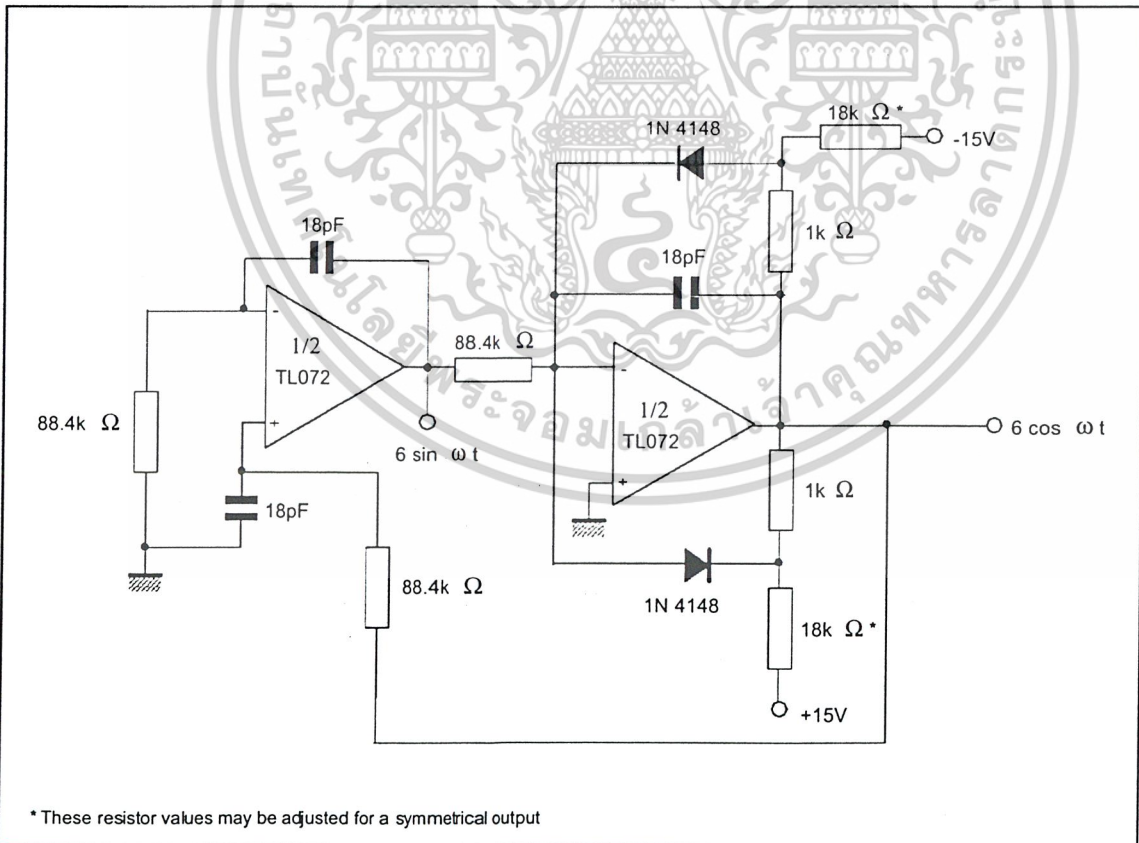 18k Ω *
-15V
1N 4148
1k Ω
18pF
18pF
88.4k Ω
-
1/2
TL072
+
88.4k Ω
6 sin ω t
-
1/2
TL072
+
6 cos ω t
1k Ω
18pF
88.4k Ω
1N 4148
18k Ω *
+15V
* These resistor values may be adjusted for a symmetrical output